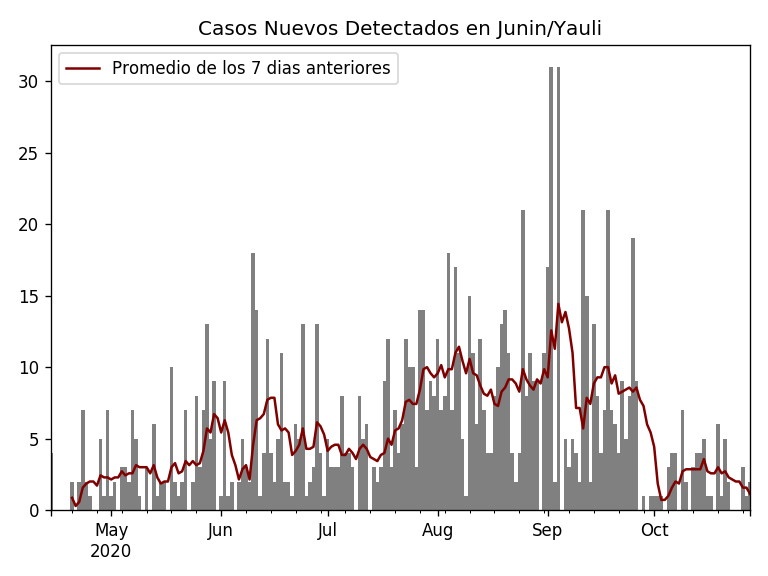 Casos Nuevos Detectados en Junin/Yauli
Promedio de los 7 dias anteriores
30
25
20
15
10
5
0
May Jun Jul Aug Sep Oct
2020